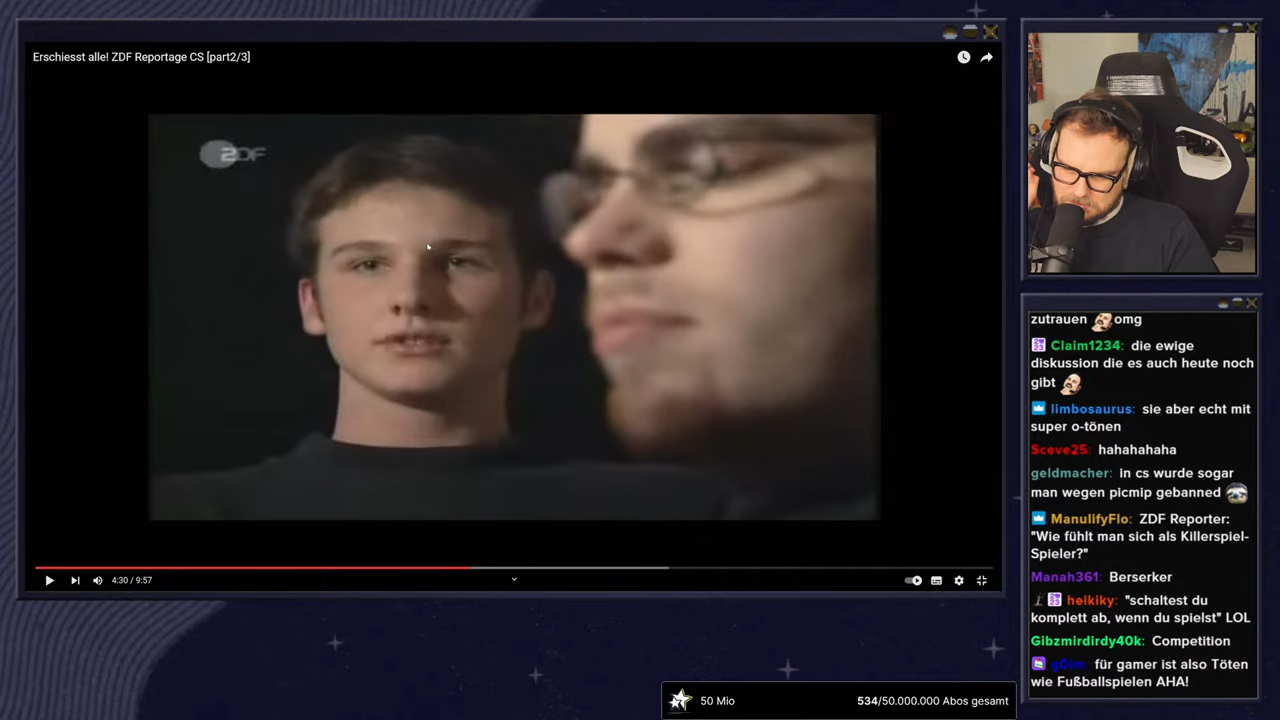 Erschiesst alle! ZDF Reportage CS [part2/3]
ZDF
4:30 / 9:57
zutrauen omg
Claim1234: die ewige
diskussion die es auch heute noch
gibt
limbosaurus: sie aber echt mit
super o-tönen
Sceve25: hahahahaha
geldmacher: in cs wurde sogar
man wegen picmip gebanned
ManulifyFlo: ZDF Reporter:
"Wie fühlt man sich als Killerspiel-
Spieler?"
Manah361: Berserker
heikiky: "schaltest du
komplett ab, wenn du spielst" LOL
Gibzmirdirdy40k: Competition
für gamer ist also Töten
wie Fußballspielen AHA!
50 Mio
534/50.000.000 Abos gesamt